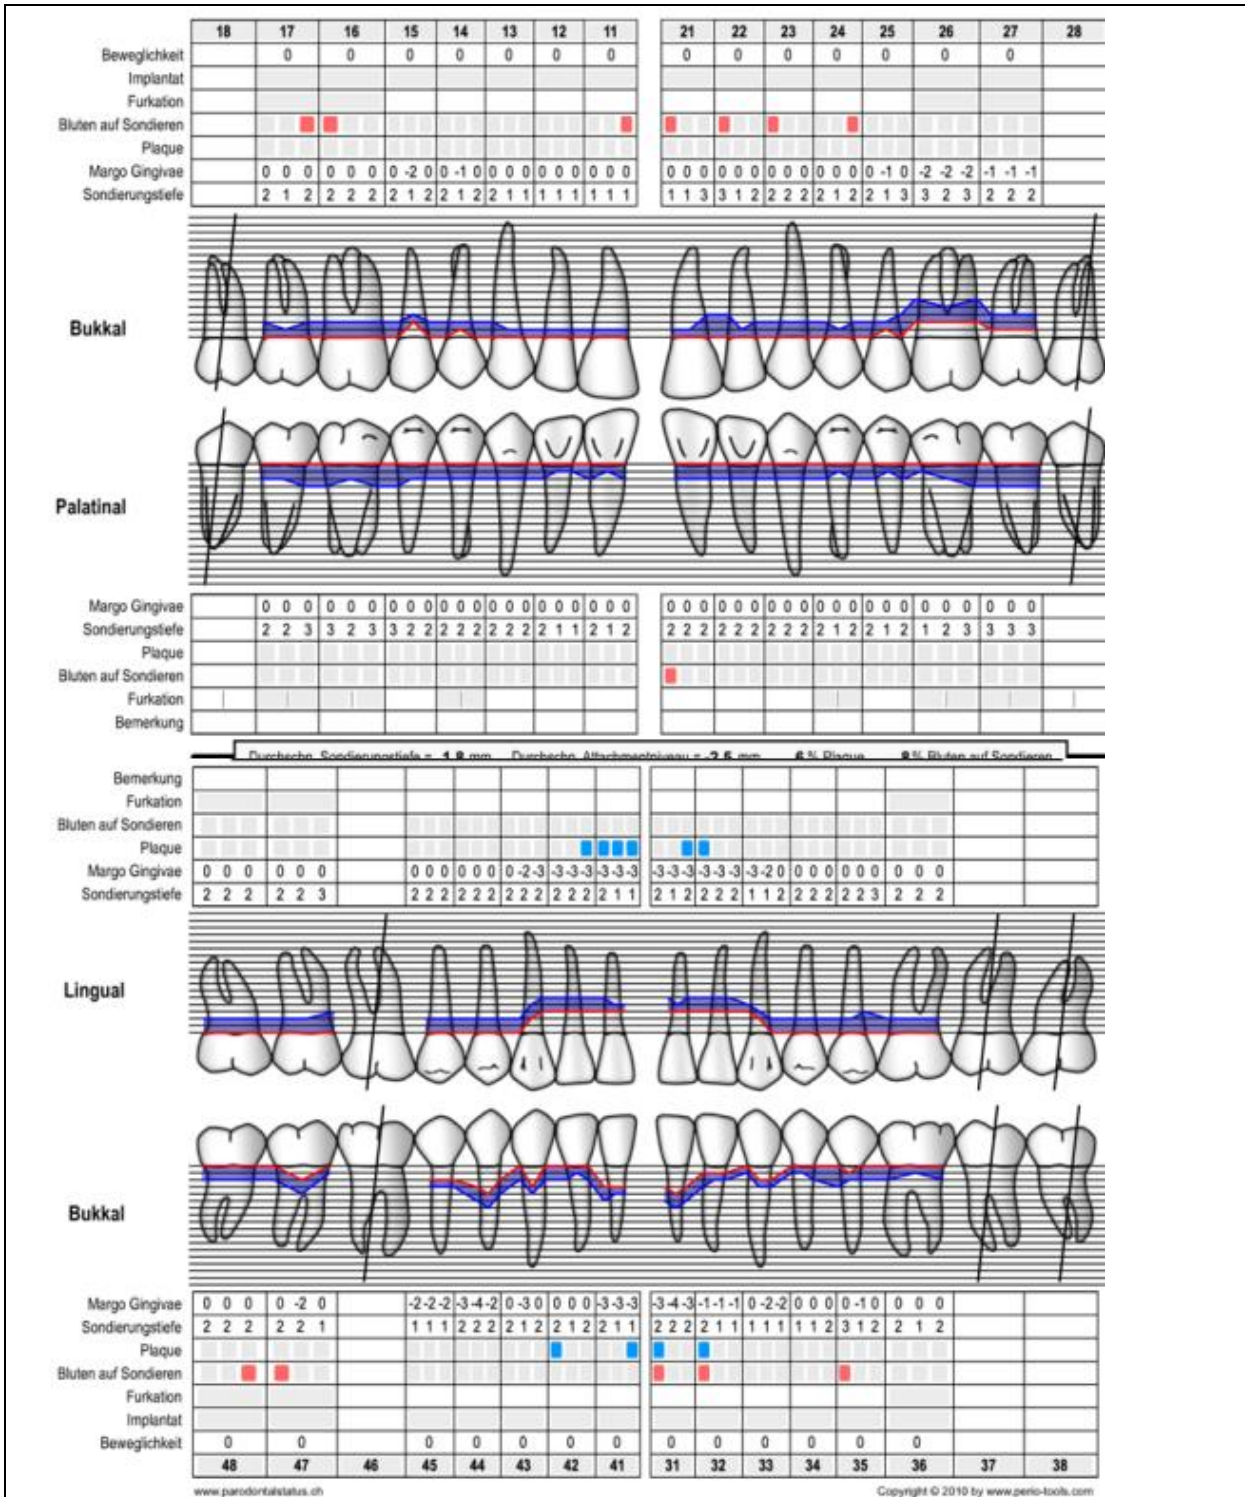 18 17 16 15 14 13 12 11 21 22 23 24 25 26 27 28
Beweglichkeit 0 0 0 0 0 0 0 0 0 0 0 0 0 0
Implantat
Furkation
Bluten auf Sondieren
Plaque
Margo Gingivae 0 0 0 0 0 0 0 -2 0 0 -1 0 0 0 0 0 0 0 0 0 0 0 0 0 0 0 0 0 0 0 0 0 0 0 -1 0 -2 -2 -2 -1 -1 -1
Sondierungstiefe 2 1 2 2 2 2 2 1 2 2 1 2 2 1 1 1 1 1 1 1 1 1 1 3 3 1 2 2 2 2 2 1 2 2 1 3 3 2 3 2 2 2
Bukkal
Palatinal
Margo Gingivae 0 0 0 0 0 0 0 0 0 0 0 0 0 0 0 0 0 0 0 0 0 0 0 0 0 0 0 0 0 0 0 0 0 0 0 0 0 0 0 0 0 0
Sondierungstiefe 2 2 3 3 2 3 3 2 2 2 2 2 2 2 2 2 1 1 2 1 2 2 2 2 2 2 2 2 2 2 2 1 2 2 1 2 1 2 3 3 3 3
Plaque
Bluten auf Sondieren
Furkation
Bemerkung
Durchschn. Sondierungstiefe = 1.8 mm Durchschn. Attachmentniveau = -2.5 mm 6 % Plaque 8 % Bluten auf Sondieren
Bemerkung
Furkation
Bluten auf Sondieren
Plaque
Margo Gingivae 0 0 0 0 0 0 0 0 0 0 0 0 0 -2 -3 -3 -3 -3 -3 -3 -3 -3 -3 -3 -3 -3 -3 -3 -2 0 0 0 0 0 0 0 0 0 0
Sondierungstiefe 2 2 2 2 2 3 2 2 2 2 2 2 2 2 2 2 2 2 2 1 1 2 1 2 2 2 2 1 1 2 2 2 2 2 2 3 2 2 2
Lingual
Bukkal
Margo Gingivae 0 0 0 0 -2 0 -2 -2 -2 -3 -4 -2 0 -3 0 0 0 0 -3 -3 -3 -3 -4 -3 -1 -1 -1 0 -2 -2 0 0 0 0 -1 0 0 0 0
Sondierungstiefe 2 2 2 2 2 1 1 1 1 2 2 2 2 1 2 2 1 2 2 1 1 2 2 2 2 1 1 1 1 1 1 1 2 3 1 2 2 1 2
Plaque
Bluten auf Sondieren
Furkation
Implantat
Beweglichkeit 0 0 0 0 0 0 0 0 0 0 0 0 0
48 47 46 45 44 43 42 41 31 32 33 34 35 36 37 38
www.parodontalstatus.ch Copyright © 2010 by www.perio-tools.com